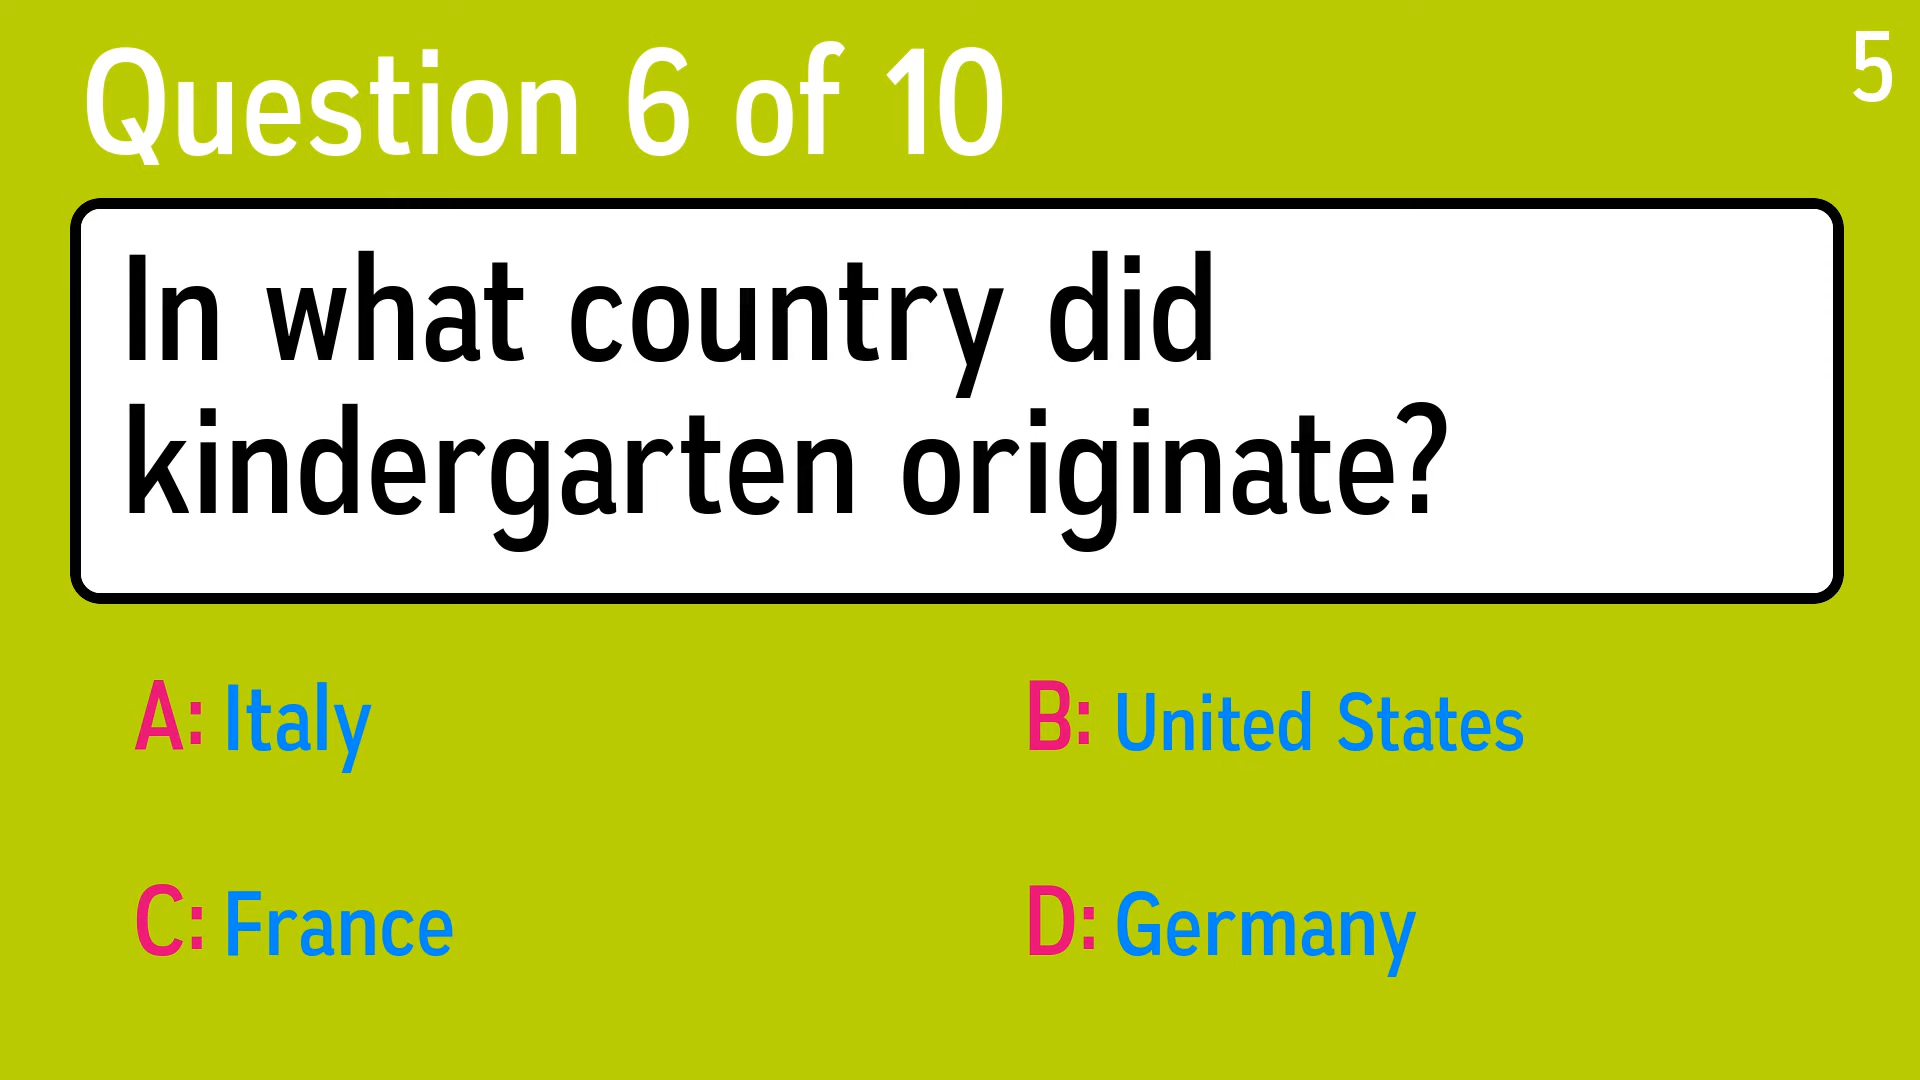 Question 6 of 10
5
In what country did
kindergarten originate?
A: Italy
B: United States
C: France
D: Germany